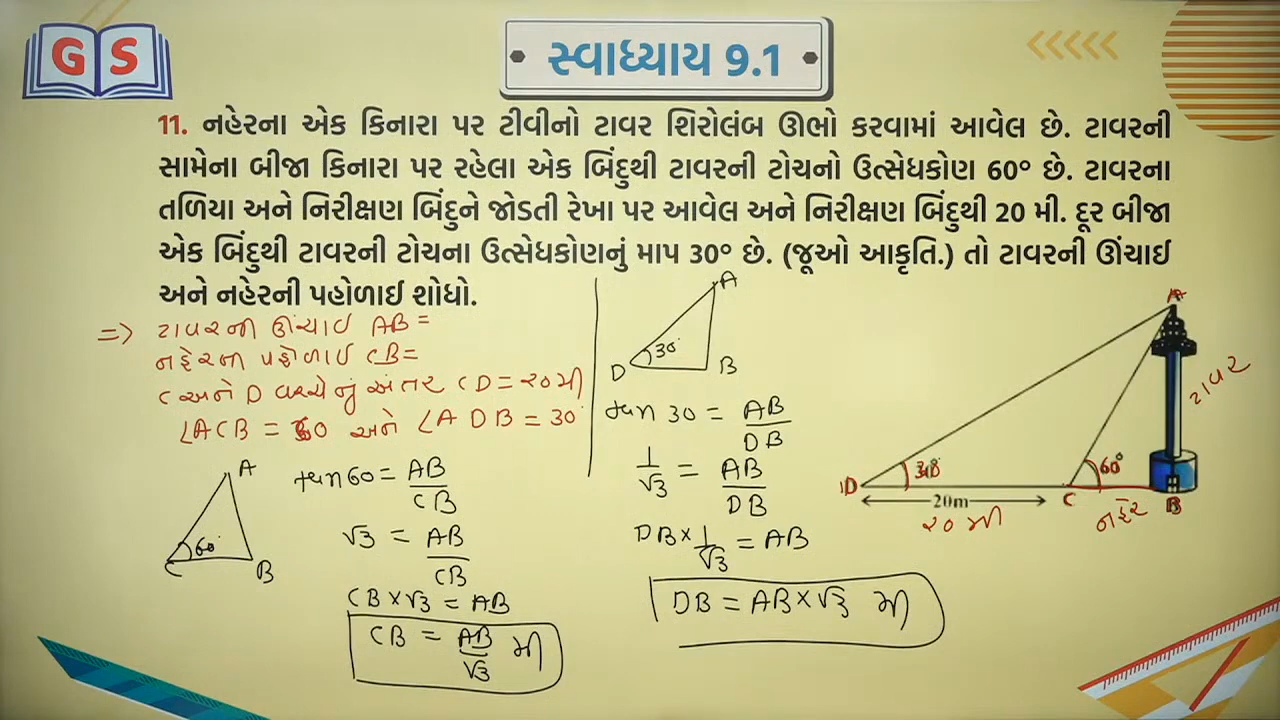 GS
સ્વાધ્યાય 9.1
11. નહેરના એક કિનારા પર ટીવીનો ટાવર શિરોલંબ ઊભો કરવામાં આવેલ છે. ટાવરની
સામેના બીજા કિનારા પર રહેલા એક બિંદુથી ટાવરની ટોચનો ઉત્સેધકોણ 60° છે. ટાવરના
તળિયા અને નિરીક્ષણ બિંદુને જોડતી રેખા પર આવેલ અને નિરીક્ષણ બિંદુથી 20 મી. દૂર બીજા
એક બિંદુથી ટાવરની ટોચના ઉત્સેધકોણનું માપ 30° છે. (જૂઓ આકૃતિ.) તો ટાવરની ઊંચાઈ
અને નહેરની પહોળાઈ શોધો.
=> ટાવરની ઊંચાઈ AB =
નહેરની પહોળાઈ CB =
C અને D વચ્ચેનું અંતર CD = ૨૦ મી
∠ACB = 60 અને ∠ADB = 30
A
60°
C
B
tan 60 = AB/CB
√3 = AB/CB
CB × √3 = AB
CB = AB/√3 મી
A
30°
D
B
tan 30 = AB/DB
1/√3 = AB/DB
DB × 1/√3 = AB
DB = AB × √3 મી
A
ટાવર
D
30°
60°
20m
C
B
૨૦ મી
નહેર